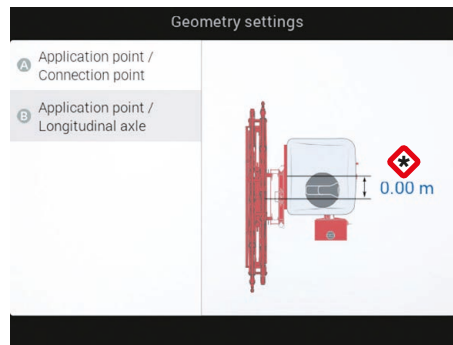 Geometry settings
A
Application point /
Connection point
B
Application point /
Longitudinal axle
*
0.00 m